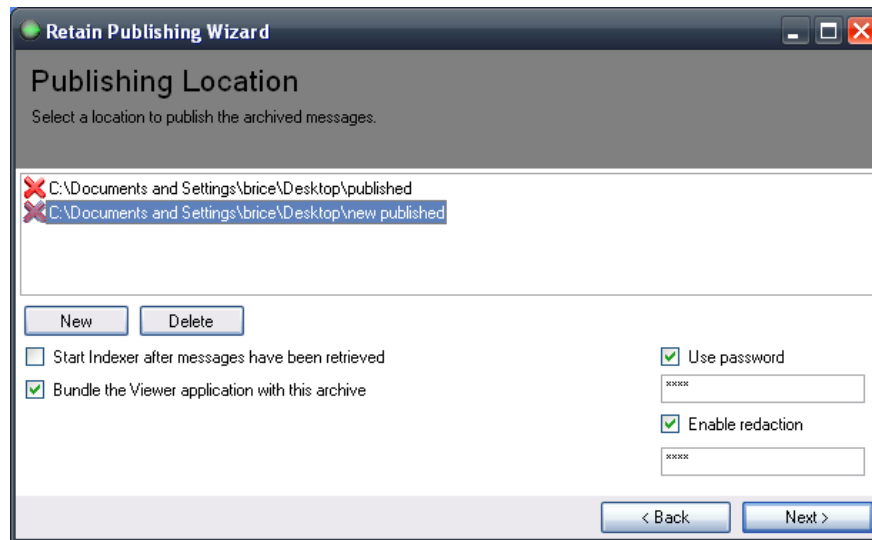 Retain Publishing Wizard
Publishing Location
Select a location to publish the archived messages.
C:\Documents and Settings\brice\Desktop\published
C:\Documents and Settings\brice\Desktop\new published
New Delete
Start Indexer after messages have been retrieved
Use password
Bundle the Viewer application with this archive
****
Enable redaction
****
< Back Next >